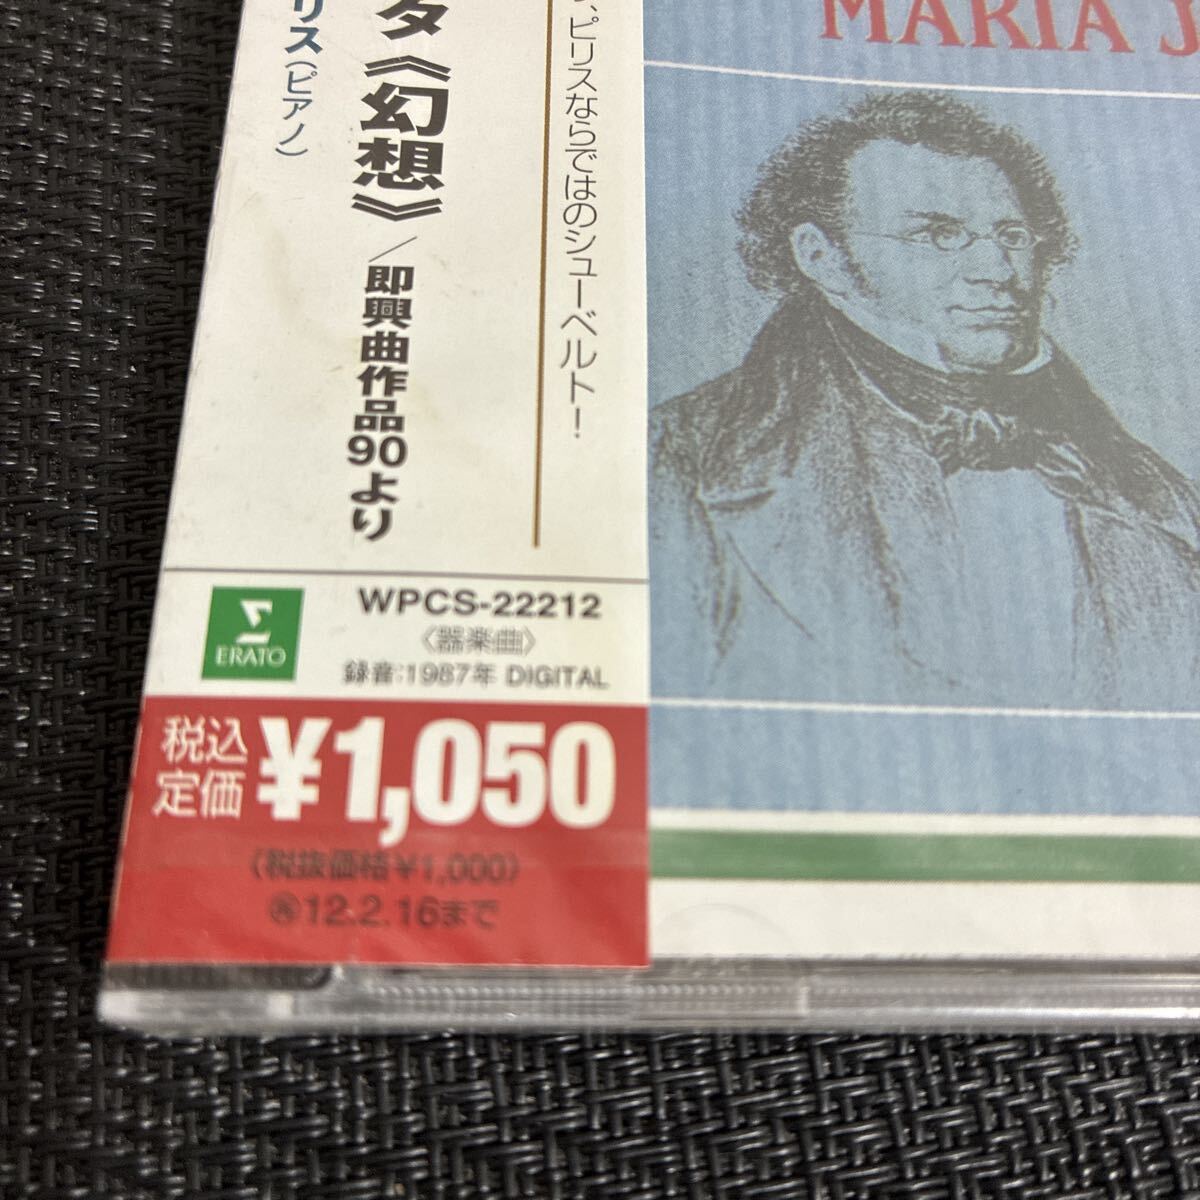 MARIA J
、ピリスならではのシューベルト!
タ《幻想》/即興曲作品90より
リス(ピアノ)
ERATO
WPCS-22212
〈器楽曲〉
録音:1987年 DIGITAL
税込
定価 ¥1,050
(税抜価格¥1,000)
12.2.16まで